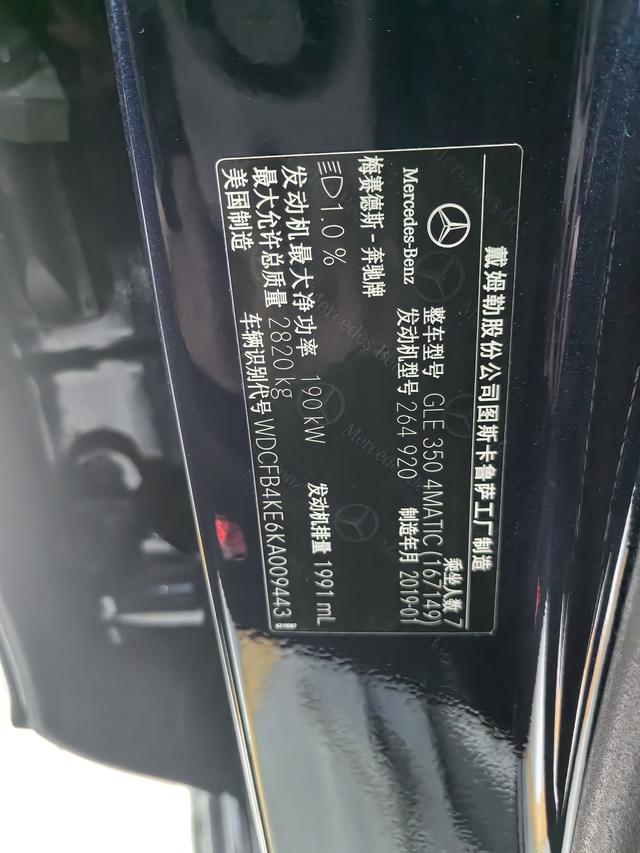 戴姆勒股份公司图斯卡鲁萨工厂制造
Mercedes-Benz
梅赛德斯-奔驰牌
整车型号 GLE 350 4MATIC (167149)
乘坐人数 7
发动机型号 264 920 制造年月 2019-01
1.0 %
发动机最大净功率 190 kW 发动机排量 1991 mL
最大允许总质量 2820 kg
美国制造 车辆识别代号 WDCFB4KE6KA009443